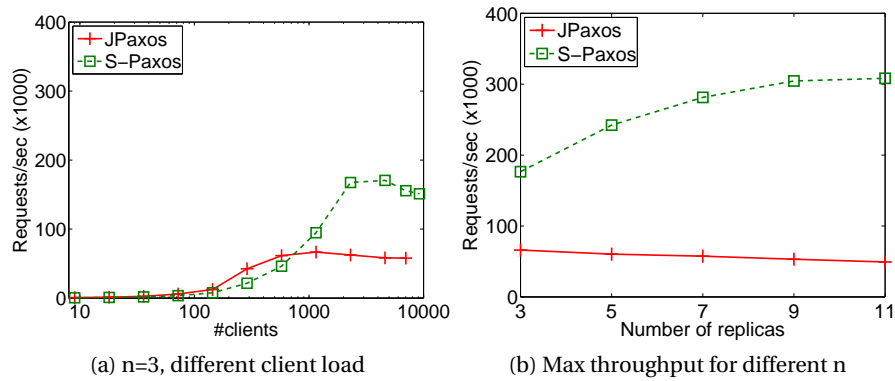 400
300
200
100
0
Requests/sec (x1000)
JPaxos
S−Paxos
10
100
1000
10000
#clients
(a) n=3, different client load
400
300
200
100
0
Requests/sec (x1000)
JPaxos
S−Paxos
3
5
7
9
11
Number of replicas
(b) Max throughput for different n